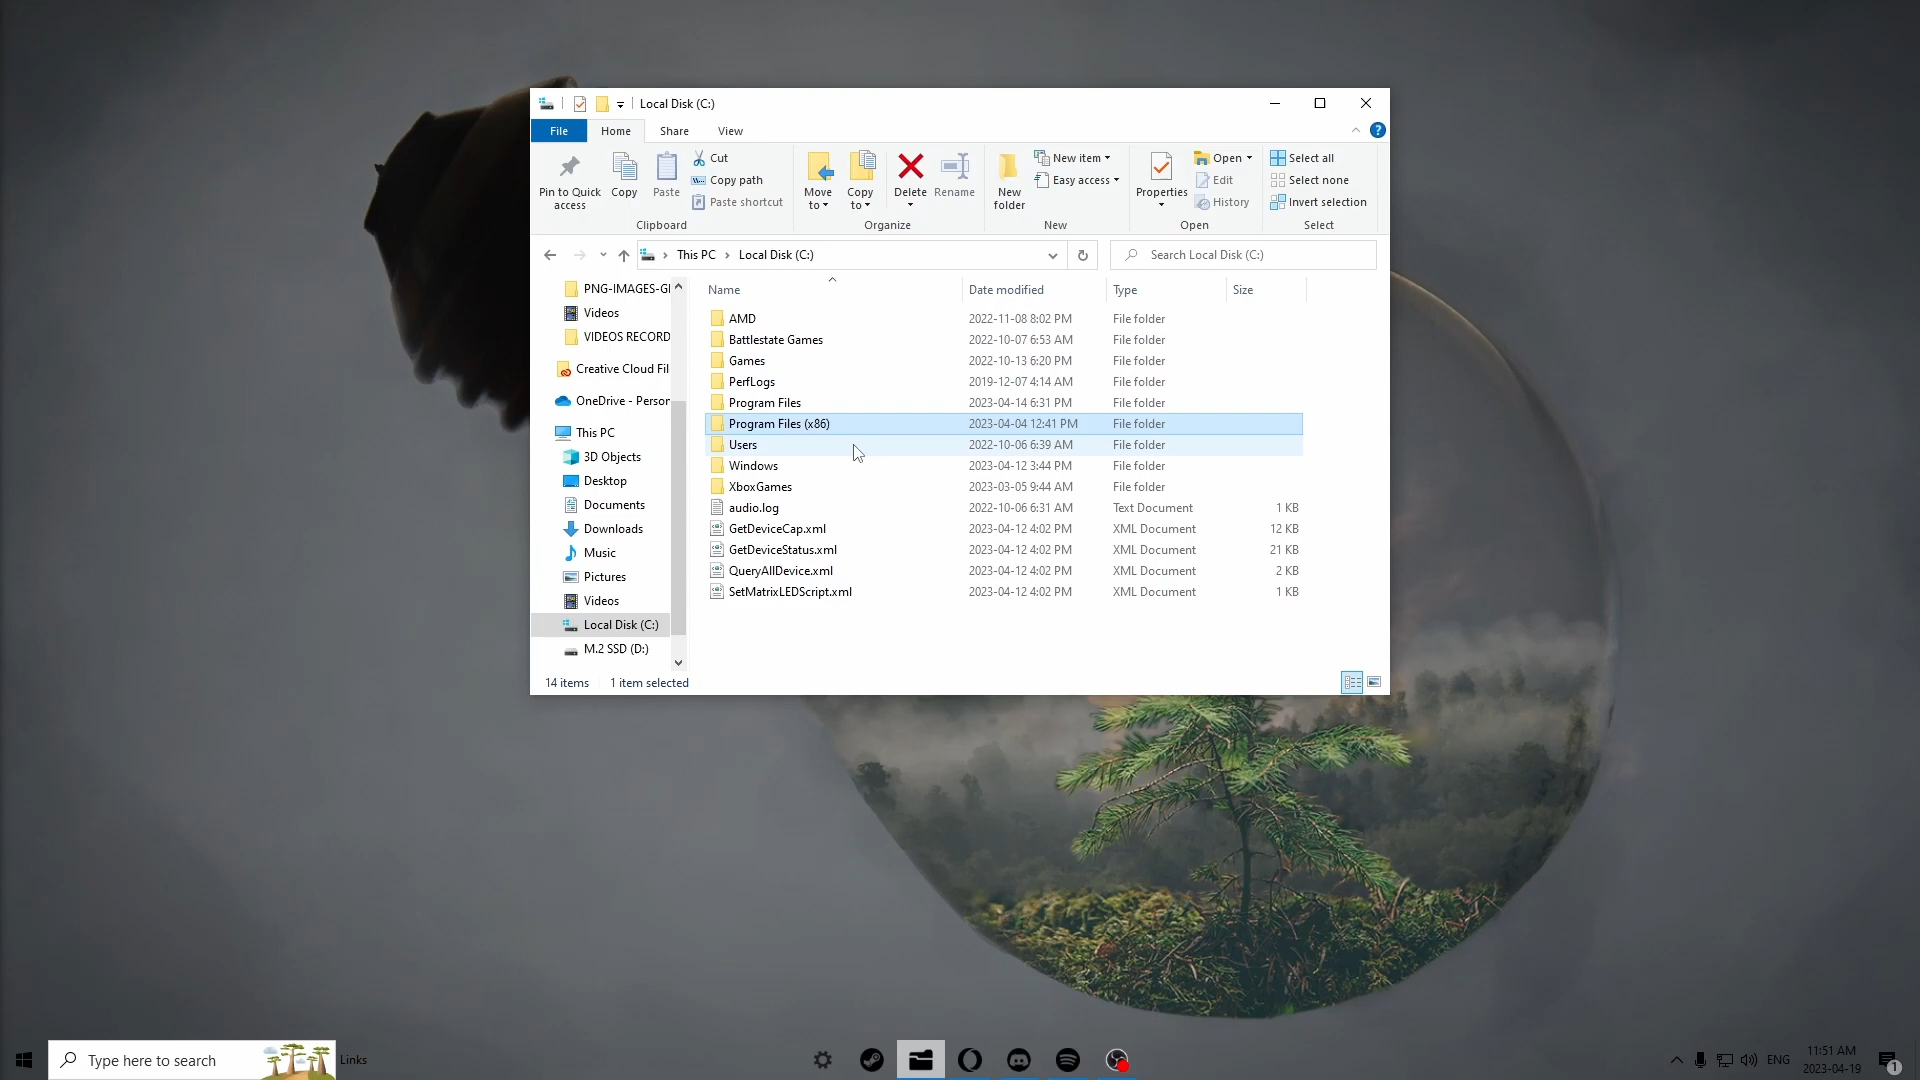 Local Disk (C:)
File Home Share View
Pin to Quick access
Copy
Paste
Cut
Copy path
Paste shortcut
Clipboard
Move to
Copy to
Delete
Rename
Organize
New folder
New item
Easy access
New
Properties
Open
Edit
History
Open
Select all
Select none
Invert selection
Select
This PC > Local Disk (C:)
Search Local Disk (C:)
PNG-IMAGES-G
Videos
VIDEOS RECORD
Creative Cloud Fil
OneDrive - Person
This PC
3D Objects
Desktop
Documents
Downloads
Music
Pictures
Videos
Local Disk (C:)
M.2 SSD (D:)
Name Date modified Type Size
AMD 2022-11-08 8:02 PM File folder
Battlestate Games 2022-10-07 6:53 AM File folder
Games 2022-10-13 6:20 PM File folder
PerfLogs 2019-12-07 4:14 AM File folder
Program Files 2023-04-14 6:31 PM File folder
Program Files (x86) 2023-04-04 12:41 PM File folder
Users 2022-10-06 6:39 AM File folder
Windows 2023-04-12 3:44 PM File folder
XboxGames 2023-03-05 9:44 AM File folder
audio.log 2022-10-06 6:31 AM Text Document 1 KB
GetDeviceCap.xml 2023-04-12 4:02 PM XML Document 12 KB
GetDeviceStatus.xml 2023-04-12 4:02 PM XML Document 21 KB
QueryAllDevice.xml 2023-04-12 4:02 PM XML Document 2 KB
SetMatrixLEDScript.xml 2023-04-12 4:02 PM XML Document 1 KB
14 items 1 item selected
Type here to search
Links
ENG
11:51 AM
2023-04-19
1